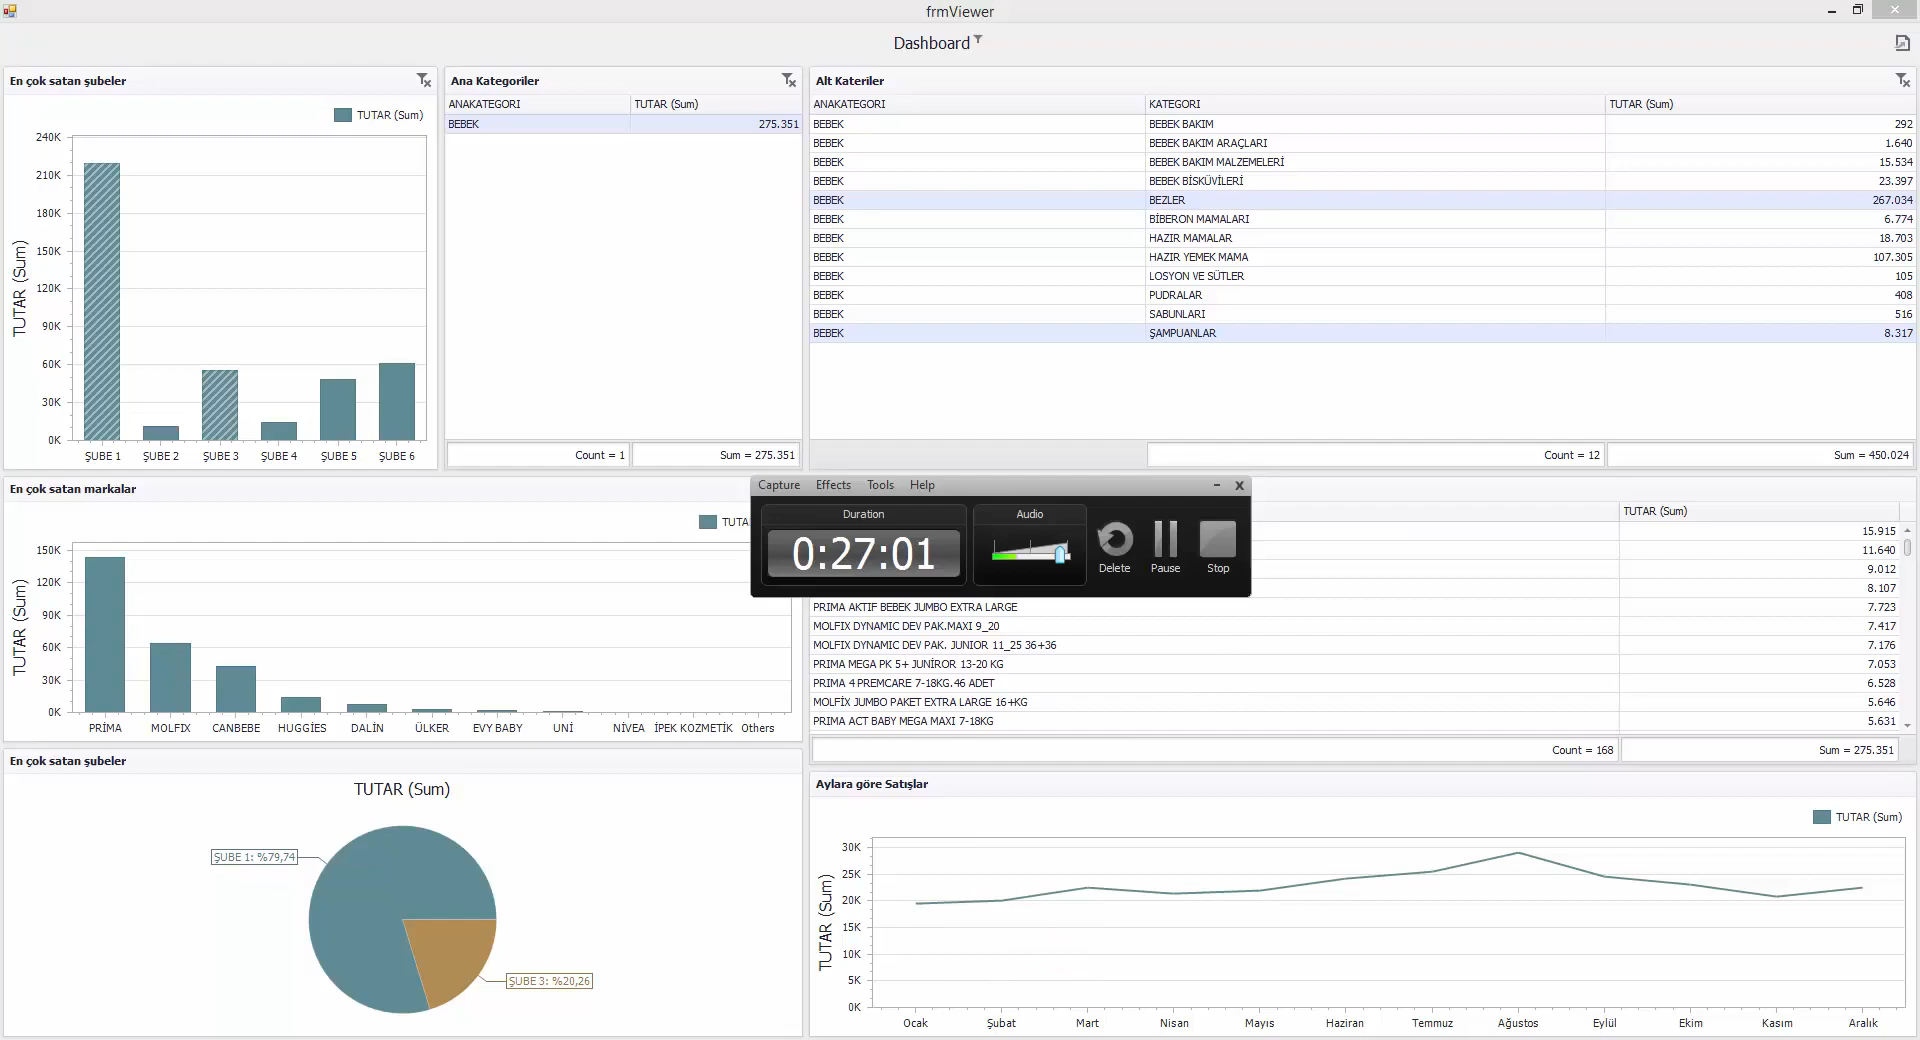 frmViewer
Dashboard
En çok satan şubeler
TUTAR (Sum)
TUTAR (Sum)
240K
210K
180K
150K
120K
90K
60K
30K
0K
ŞUBE 1 ŞUBE 2 ŞUBE 3 ŞUBE 4 ŞUBE 5 ŞUBE 6
Ana Kategoriler
ANAKATEGORI TUTAR (Sum)
BEBEK 275.351
Count = 1 Sum = 275.351
Alt Kateriler
ANAKATEGORI KATEGORI TUTAR (Sum)
BEBEK BEBEK BAKIM 292
BEBEK BEBEK BAKIM ARAÇLARI 1.640
BEBEK BEBEK BAKIM MALZEMELERİ 15.534
BEBEK BEBEK BİSKÜVİLERİ 23.397
BEBEK BEZLER 267.034
BEBEK BİBERON MAMALARI 6.774
BEBEK HAZIR MAMALAR 18.703
BEBEK HAZIR YEMEK MAMA 107.305
BEBEK LOSYON VE SÜTLER 105
BEBEK PUDRALAR 408
BEBEK SABUNLARI 516
BEBEK ŞAMPUANLAR 8.317
Count = 12 Sum = 450.024
En çok satan markalar
TUTA
TUTAR (Sum)
150K
120K
90K
60K
30K
0K
PRİMA MOLFIX CANBEBE HUGGİES DALİN ÜLKER EVY BABY UNİ NİVEA İPEK KOZMETİK Others
Capture Effects Tools Help
Duration
0:27:01
Audio
Delete Pause Stop
TUTAR (Sum)
15.915
11.640
9.012
8.107
PRIMA AKTIF BEBEK JUMBO EXTRA LARGE 7.723
MOLFIX DYNAMIC DEV PAK.MAXI 9_20 7.417
MOLFIX DYNAMIC DEV PAK. JUNIOR 11_25 36+36 7.176
PRIMA MEGA PK 5+ JUNİROR 13-20 KG 7.053
PRIMA 4 PREMCARE 7-18KG.46 ADET 6.528
MOLFİX JUMBO PAKET EXTRA LARGE 16+KG 5.646
PRIMA ACT BABY MEGA MAXI 7-18KG 5.631
Count = 168 Sum = 275.351
En çok satan şubeler
TUTAR (Sum)
ŞUBE 1: %79,74
ŞUBE 3: %20,26
Aylara göre Satışlar
TUTAR (Sum)
TUTAR (Sum)
30K
25K
20K
15K
10K
5K
0K
Ocak Şubat Mart Nisan Mayıs Haziran Temmuz Ağustos Eylül Ekim Kasım Aralık